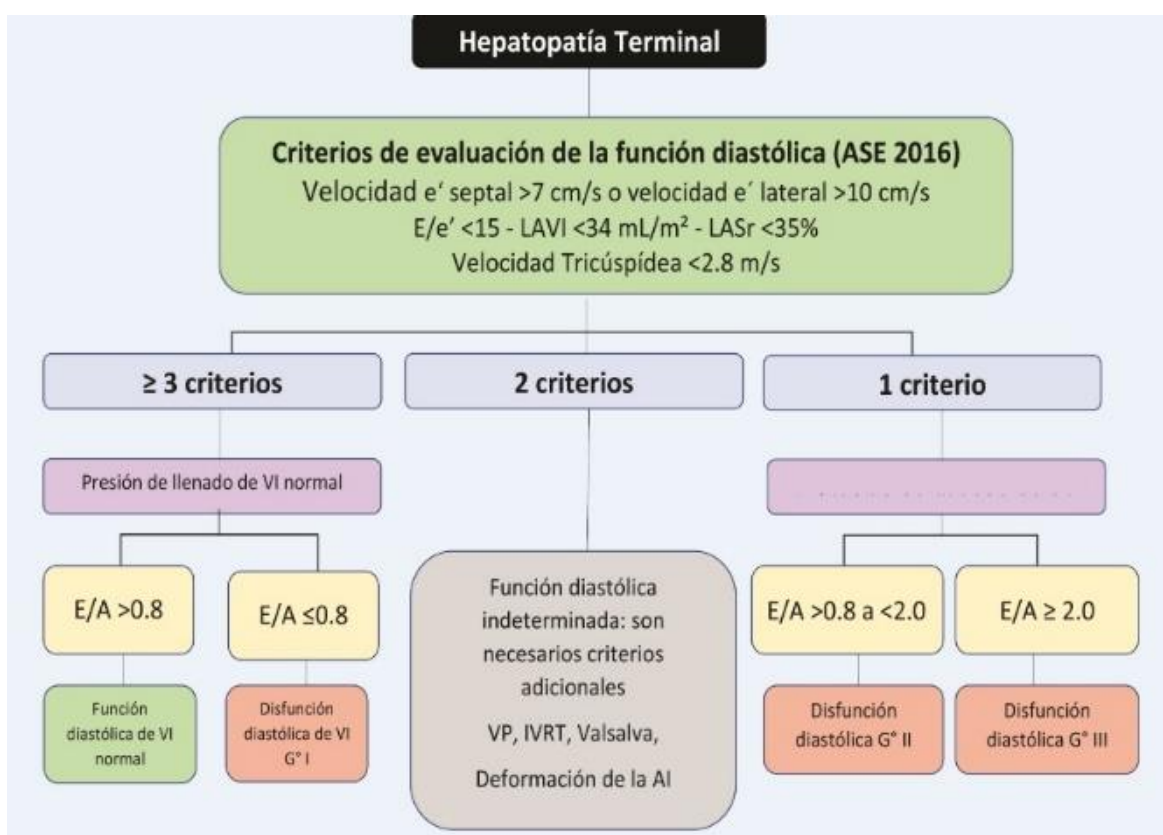 Hepatopatía Terminal
Criterios de evaluación de la función diastólica (ASE 2016)
Velocidad e‘ septal >7 cm/s o velocidad e´ lateral >10 cm/s
E/e’ <15 - LAVI <34 mL/m² - LASr <35%
Velocidad Tricúspídea <2.8 m/s
≥ 3 criterios
2 criterios
1 criterio
Presión de llenado de VI normal
E/A >0.8
E/A ≤0.8
Función diastólica
indeterminada: son
necesarios criterios
adicionales
VP, IVRT, Valsalva,
Deformación de la AI
E/A >0.8 a <2.0
E/A ≥ 2.0
Función
diastólica de VI
normal
Disfunción
diastólica de VI
G° I
Disfunción
diastólica G° II
Disfunción
diastólica G° III